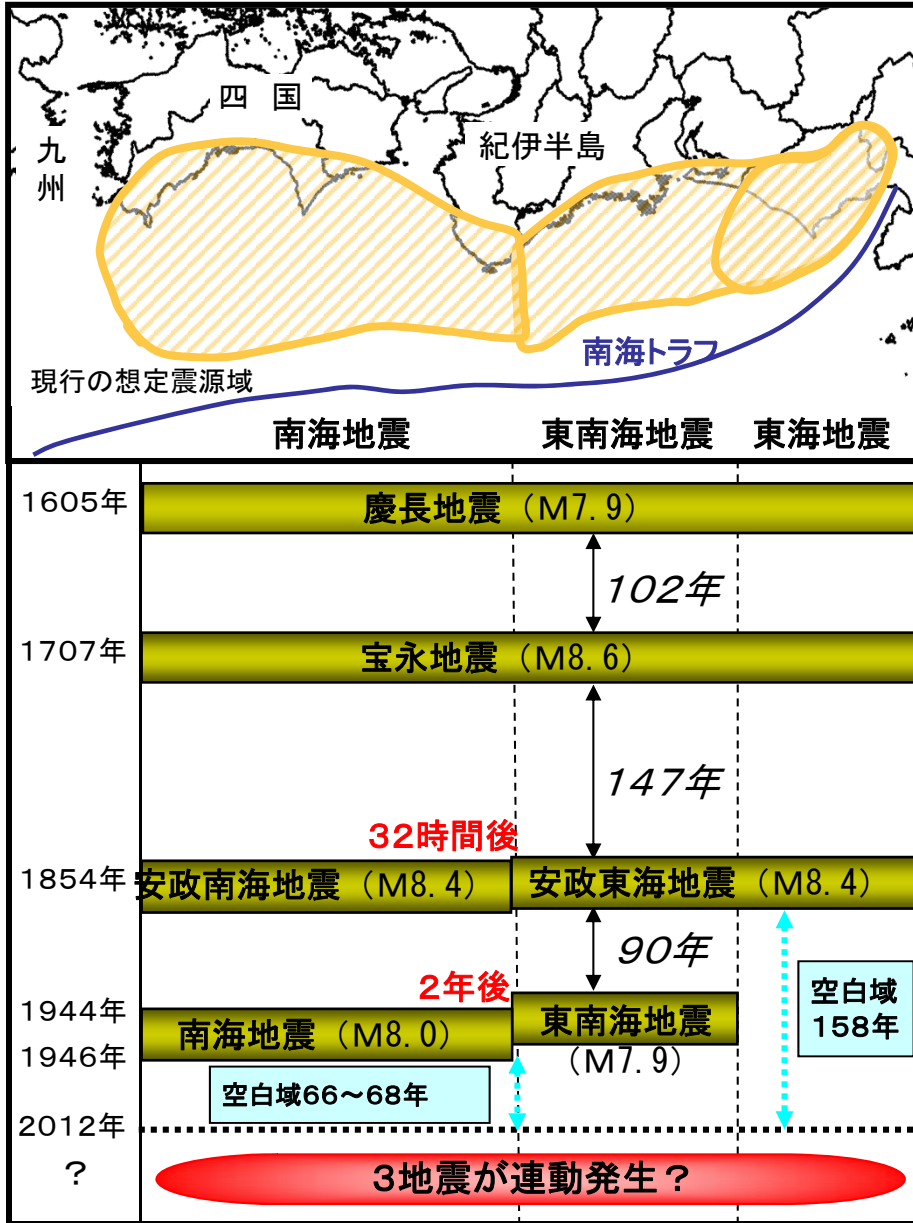 四 国
九州
紀伊半島
南海トラフ
現行の想定震源域
南海地震 東南海地震 東海地震
1605年
慶長地震（M7.9）
102年
1707年
宝永地震（M8.6）
147年
32時間後
1854年
安政南海地震（M8.4） 安政東海地震（M8.4）
90年
空白域
158年
2年後
1944年
南海地震（M8.0） 東南海地震
（M7.9）
1946年
空白域66～68年
2012年
？
3地震が連動発生？